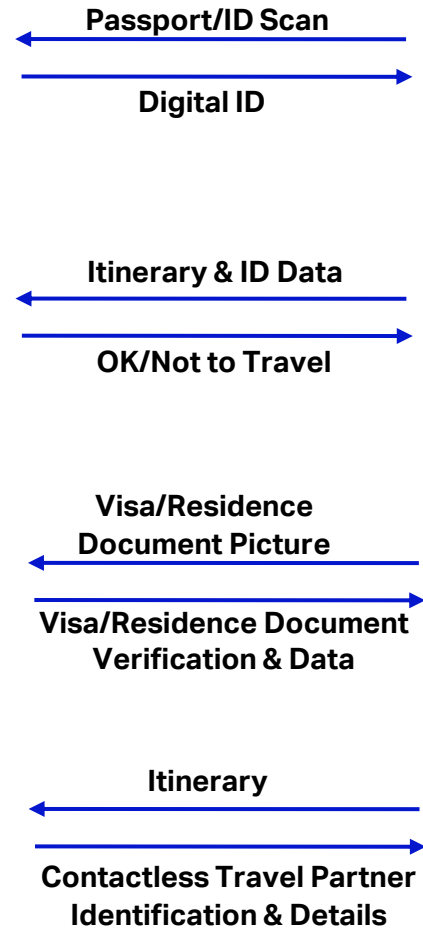 Passport/ID Scan
Digital ID
Itinerary & ID Data
OK/Not to Travel
Visa/Residence
Document Picture
Visa/Residence Document
Verification & Data
Itinerary
Contactless Travel Partner
Identification & Details